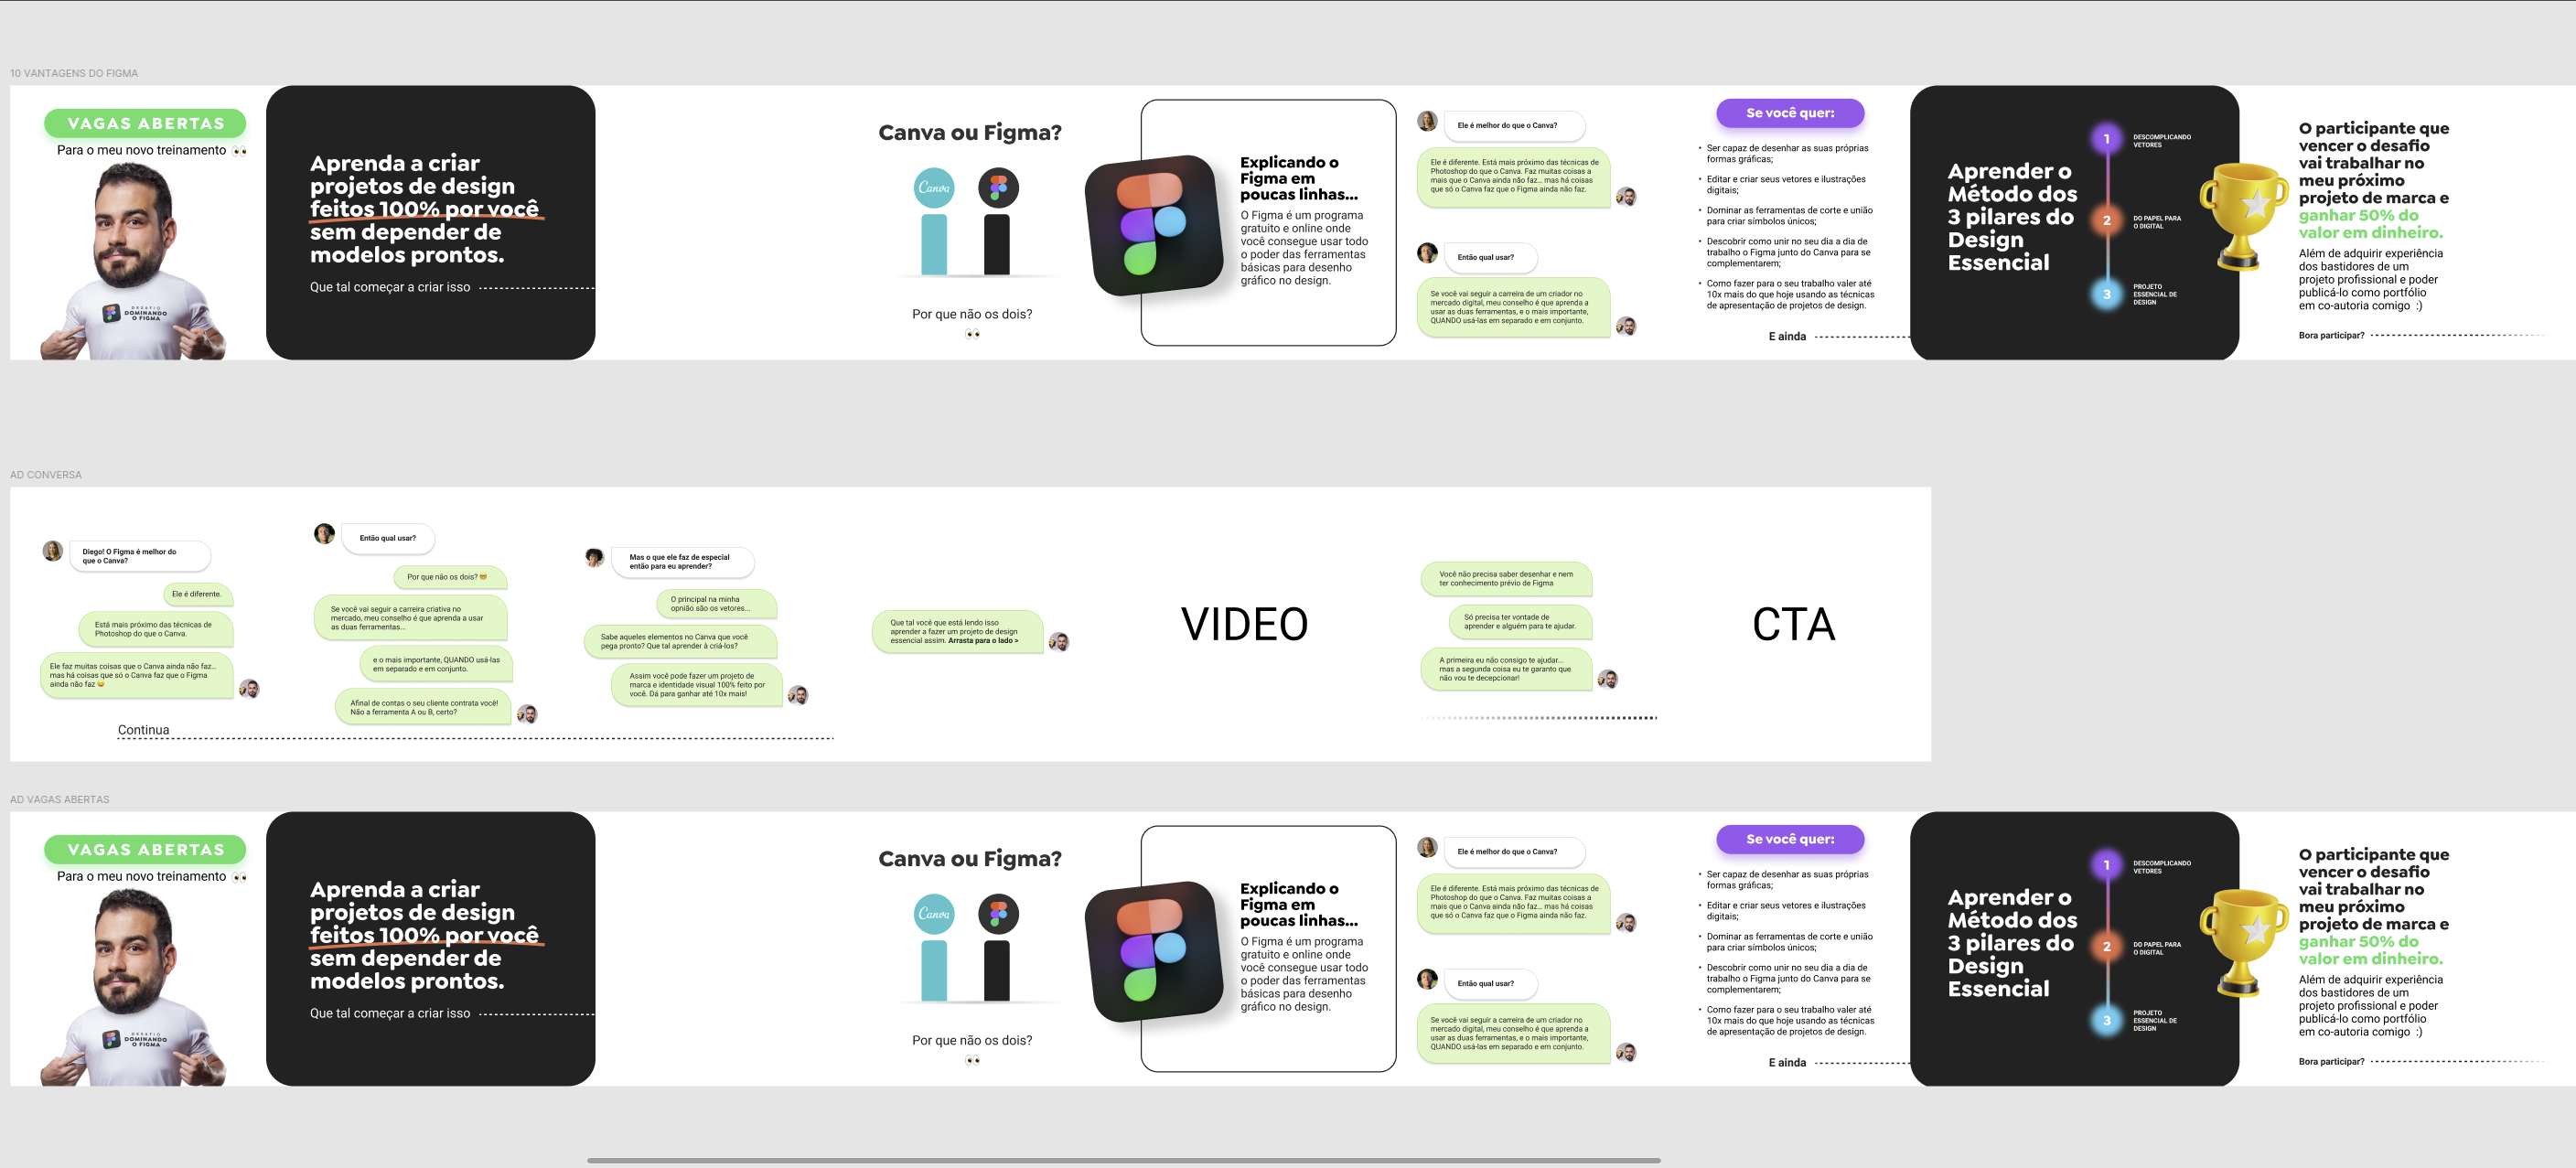 10 VANTAGENS DO FIGMA
VAGAS ABERTAS
Para o meu novo treinamento 👀
DESAFIO
DOMINANDO
O FIGMA
Aprenda a criar
projetos de design
feitos 100% por você
sem depender de
modelos prontos.
Que tal começar a criar isso
Canva ou Figma?
Canva
Por que não os dois?
👀
Explicando o
Figma em
poucas linhas...
O Figma é um programa
gratuito e online onde
você consegue usar todo
o poder das ferramentas
básicas para desenho
gráfico no design.
Ele é melhor do que o Canva?
Ele é diferente. Está mais próximo das técnicas de
Photoshop do que o Canva. Faz muitas coisas a
mais que o Canva ainda não faz... mas há coisas
que só o Canva faz que o Figma ainda não faz.
Então qual usar?
Se você vai seguir a carreira de um criador no
mercado digital, meu conselho é que aprenda a
usar as duas ferramentas, e o mais importante,
QUANDO usá-las em separado e em conjunto.
Se você quer:
• Ser capaz de desenhar as suas próprias
formas gráficas;
• Editar e criar seus vetores e ilustrações
digitais;
• Dominar as ferramentas de corte e união
para criar símbolos únicos;
• Descobrir como unir no seu dia a dia de
trabalho o Figma junto do Canva para se
complementarem;
• Como fazer para o seu trabalho valer até
10x mais do que hoje usando as técnicas
de apresentação de projetos de design.
E ainda
Aprender o
Método dos
3 pilares do
Design
Essencial
1
DESCOMPLICANDO
VETORES
2
DO PAPEL PARA
O DIGITAL
3
PROJETO
ESSENCIAL DE
DESIGN
O participante que
vencer o desafio
vai trabalhar no
meu próximo
projeto de marca e
ganhar 50% do
valor em dinheiro.
Além de adquirir experiência
dos bastidores de um
projeto profissional e poder
publicá-lo como portfólio
em co-autoria comigo :)
Bora participar?
AD CONVERSA
Diego! O Figma é melhor do
que o Canva?
Ele é diferente.
Está mais próximo das técnicas de
Photoshop do que o Canva.
Ele faz muitas coisas que o Canva ainda não faz...
mas há coisas que só o Canva faz que o Figma
ainda não faz 😄
Continua
Então qual usar?
Por que não os dois? 🤓
Se você vai seguir a carreira criativa no
mercado, meu conselho é que aprenda a usar
as duas ferramentas...
e o mais importante, QUANDO usá-las
em separado e em conjunto.
Afinal de contas o seu cliente contrata você!
Não a ferramenta A ou B, certo?
Mas o que ele faz de especial
então para eu aprender?
O principal na minha
opnião são os vetores...
Sabe aqueles elementos no Canva que você
pega pronto? Que tal aprender à criá-los?
Assim você pode fazer um projeto de
marca e identidade visual 100% feito por
você. Dá para ganhar até 10x mais!
Que tal você que está lendo isso
aprender a fazer um projeto de design
essencial assim. Arrasta para o lado >
VIDEO
Você não precisa saber desenhar e nem
ter conhecimento prévio de Figma
Só precisa ter vontade de
aprender e alguém para te ajudar.
A primeira eu não consigo te ajudar...
mas a segunda coisa eu te garanto que
não vou te decepcionar!
CTA
AD VAGAS ABERTAS
VAGAS ABERTAS
Para o meu novo treinamento 👀
DESAFIO
DOMINANDO
O FIGMA
Aprenda a criar
projetos de design
feitos 100% por você
sem depender de
modelos prontos.
Que tal começar a criar isso
Canva ou Figma?
Canva
Por que não os dois?
👀
Explicando o
Figma em
poucas linhas...
O Figma é um programa
gratuito e online onde
você consegue usar todo
o poder das ferramentas
básicas para desenho
gráfico no design.
Ele é melhor do que o Canva?
Ele é diferente. Está mais próximo das técnicas de
Photoshop do que o Canva. Faz muitas coisas a
mais que o Canva ainda não faz... mas há coisas
que só o Canva faz que o Figma ainda não faz.
Então qual usar?
Se você vai seguir a carreira de um criador no
mercado digital, meu conselho é que aprenda a
usar as duas ferramentas, e o mais importante,
QUANDO usá-las em separado e em conjunto.
Se você quer:
• Ser capaz de desenhar as suas próprias
formas gráficas;
• Editar e criar seus vetores e ilustrações
digitais;
• Dominar as ferramentas de corte e união
para criar símbolos únicos;
• Descobrir como unir no seu dia a dia de
trabalho o Figma junto do Canva para se
complementarem;
• Como fazer para o seu trabalho valer até
10x mais do que hoje usando as técnicas
de apresentação de projetos de design.
E ainda
Aprender o
Método dos
3 pilares do
Design
Essencial
1
DESCOMPLICANDO
VETORES
2
DO PAPEL PARA
O DIGITAL
3
PROJETO
ESSENCIAL DE
DESIGN
O participante que
vencer o desafio
vai trabalhar no
meu próximo
projeto de marca e
ganhar 50% do
valor em dinheiro.
Além de adquirir experiência
dos bastidores de um
projeto profissional e poder
publicá-lo como portfólio
em co-autoria comigo :)
Bora participar?